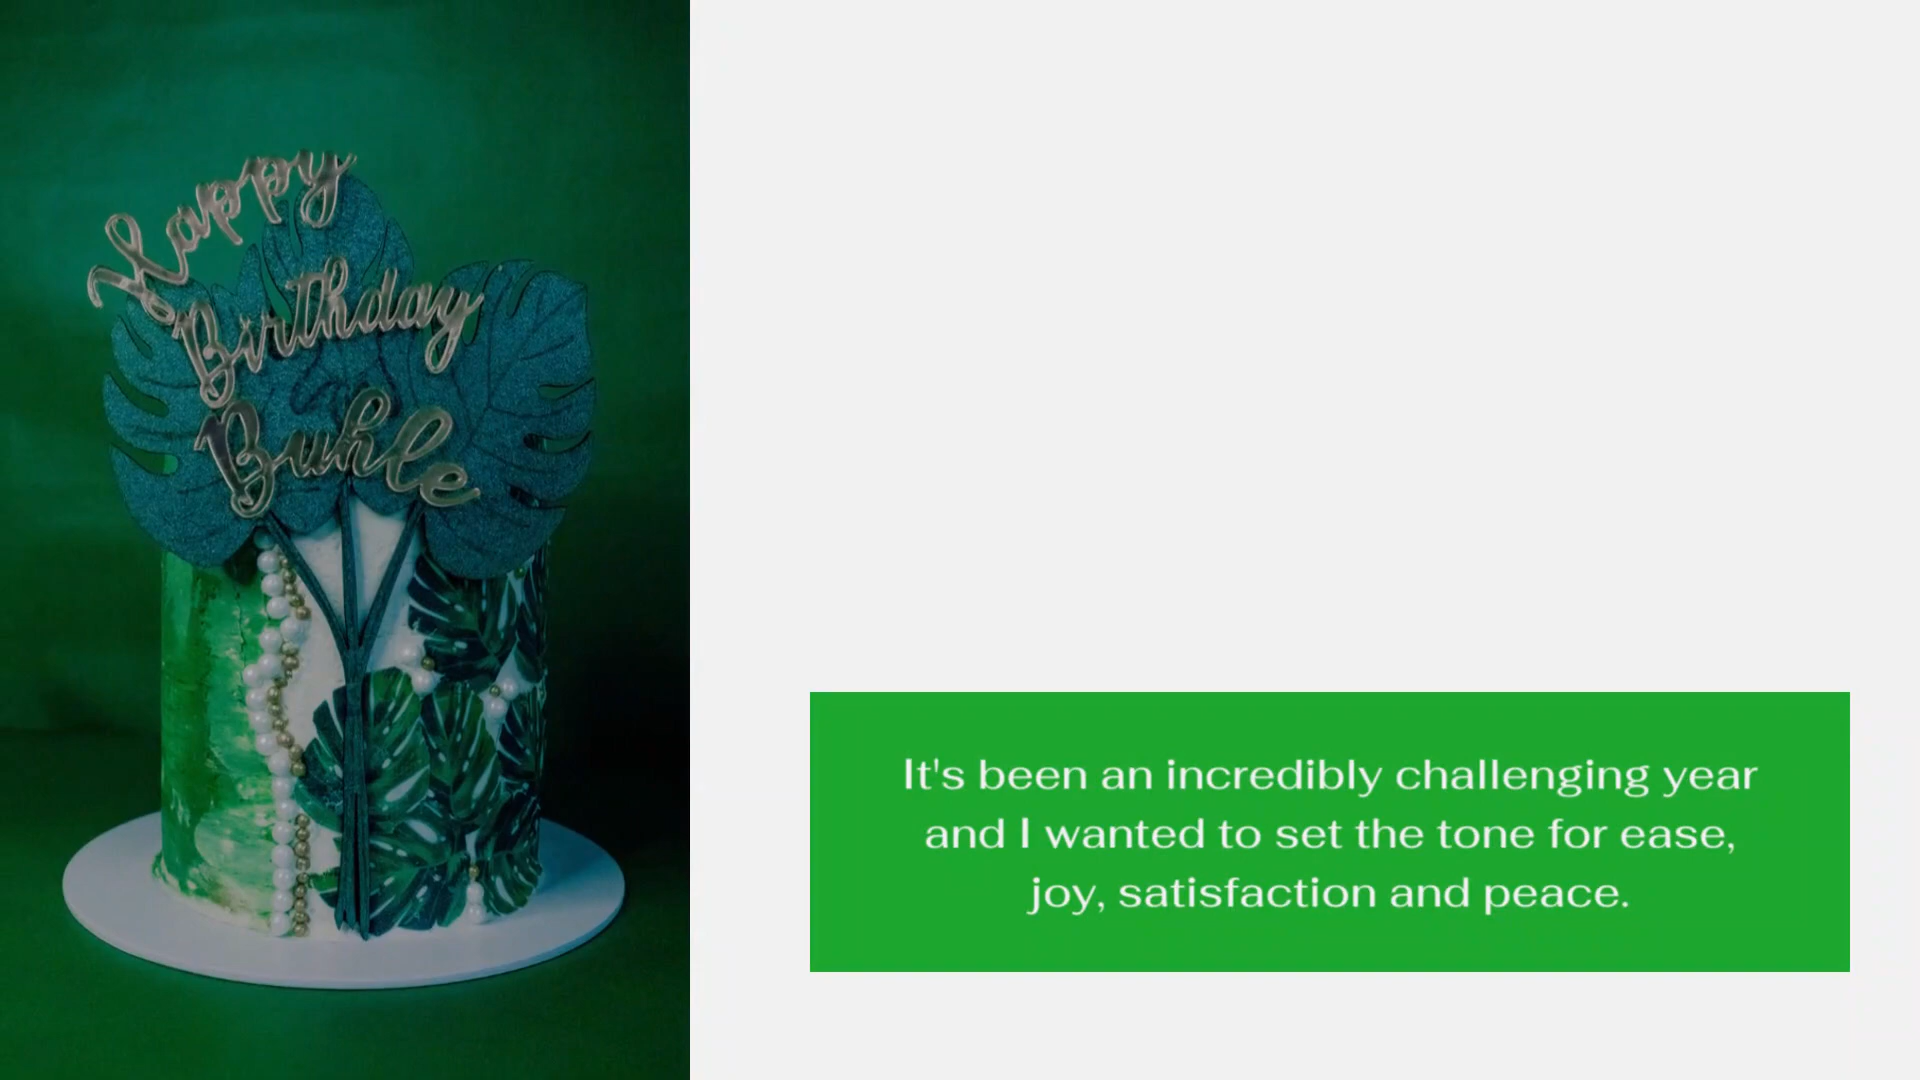 Happy
Birthday
Buhle
It's been an incredibly challenging year
and I wanted to set the tone for ease,
joy, satisfaction and peace.